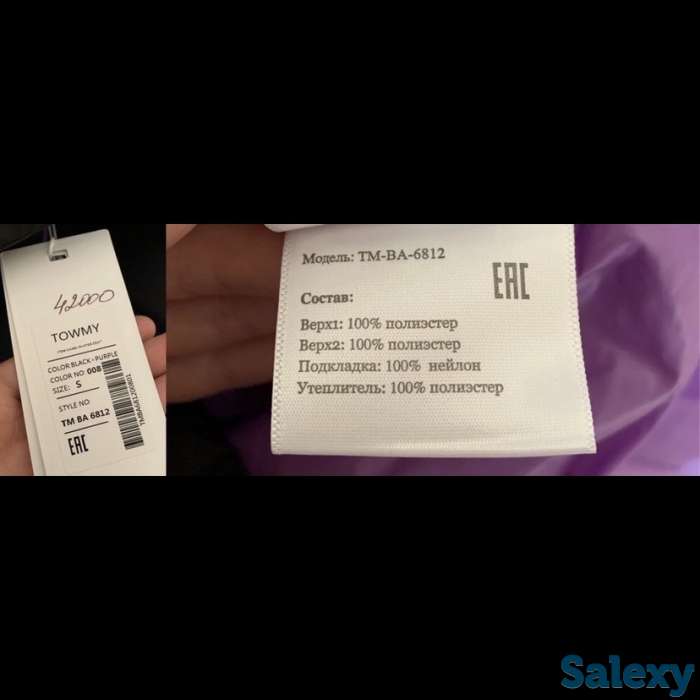 42000
TOWMY
COLOR:BLACK-PURPLE
COLOR NO 008
SIZE: S
STYLE NO
TM BA 6812
EAC
Модель: TM-BA-6812
EAC
Состав:
Верх1: 100% полиэстер
Верх2: 100% полиэстер
Подкладка: 100% нейлон
Утеплитель: 100% полиэстер
Salexy